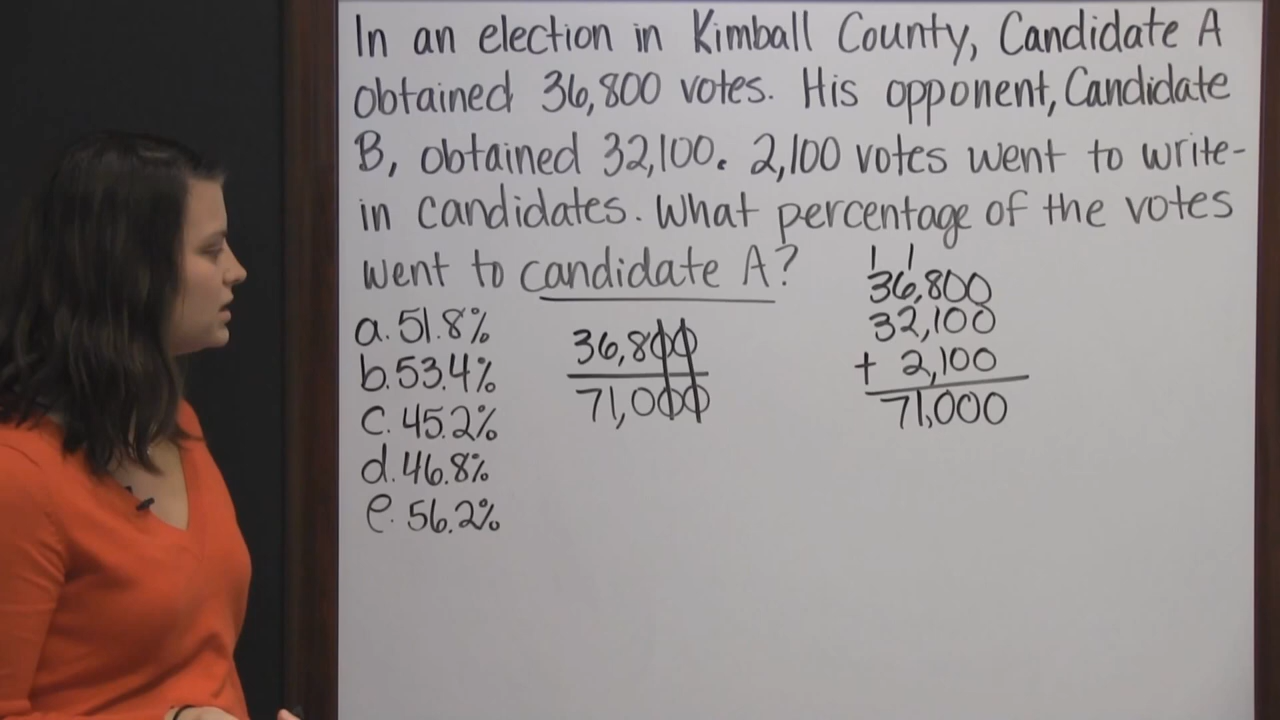 In an election in Kimball County, Candidate A
obtained 36,800 votes. His opponent, Candidate
B, obtained 32,100. 2,100 votes went to write-
in candidates. What percentage of the votes
went to candidate A?
a. 51.8%
b. 53.4%
c. 45.2%
d. 46.8%
e. 56.2%
36,800
71,000
1 1
36,800
32,100
+ 2,100
71,000